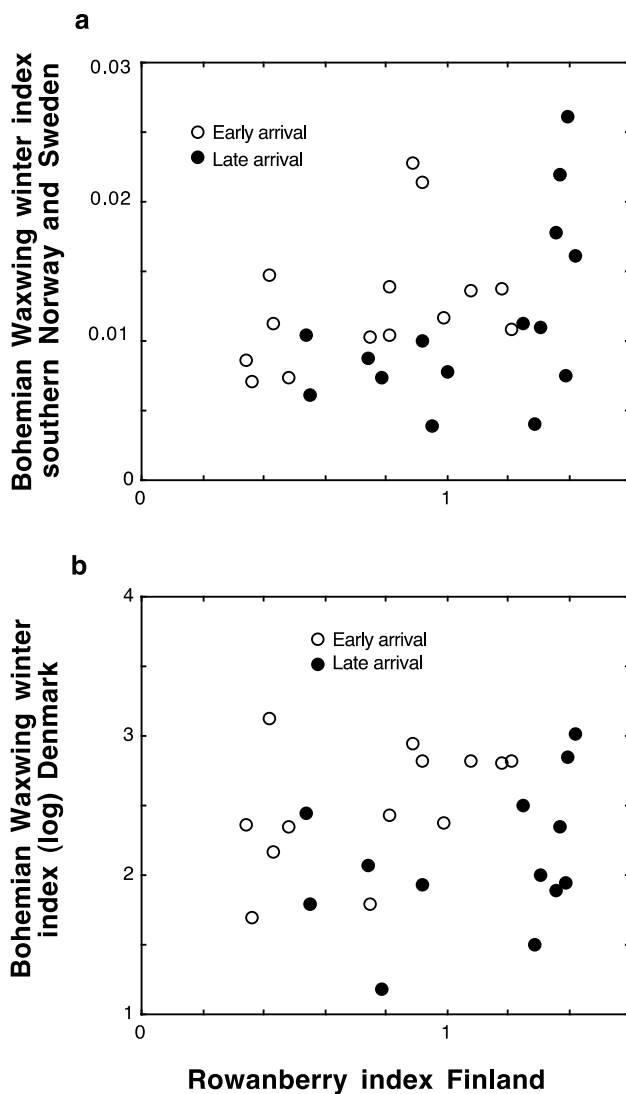 a
Bohemian Waxwing winter index
southern Norway and Sweden
0.03
0.02
0.01
0
Early arrival
Late arrival
0
1
b
Bohemian Waxwing winter
index (log) Denmark
4
3
2
1
Early arrival
Late arrival
0
1
Rowanberry index Finland